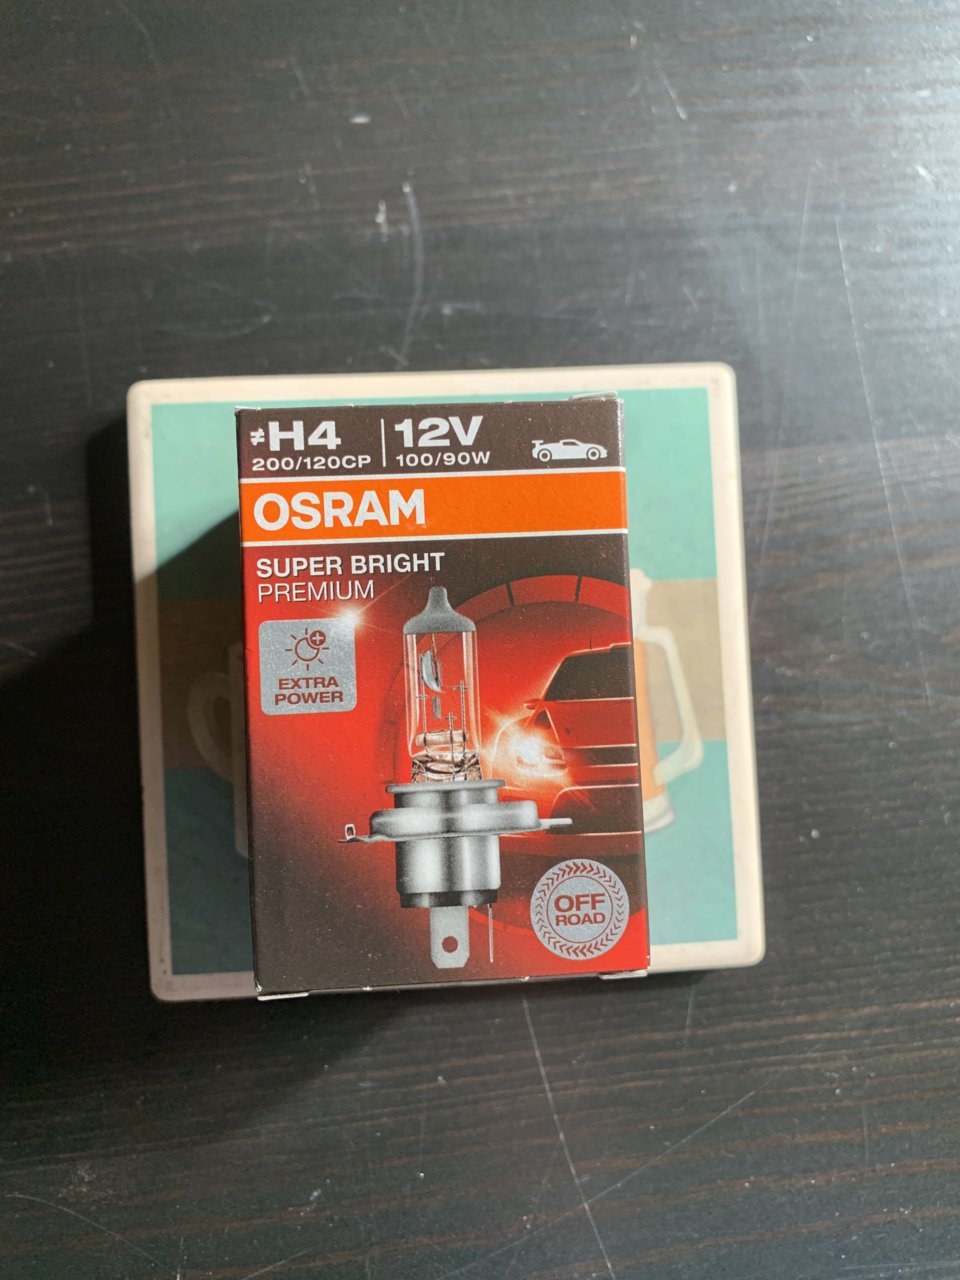 ≠H4 12V
200/120CP 100/90W
OSRAM
SUPER BRIGHT
PREMIUM
EXTRA
POWER
OFF
ROAD